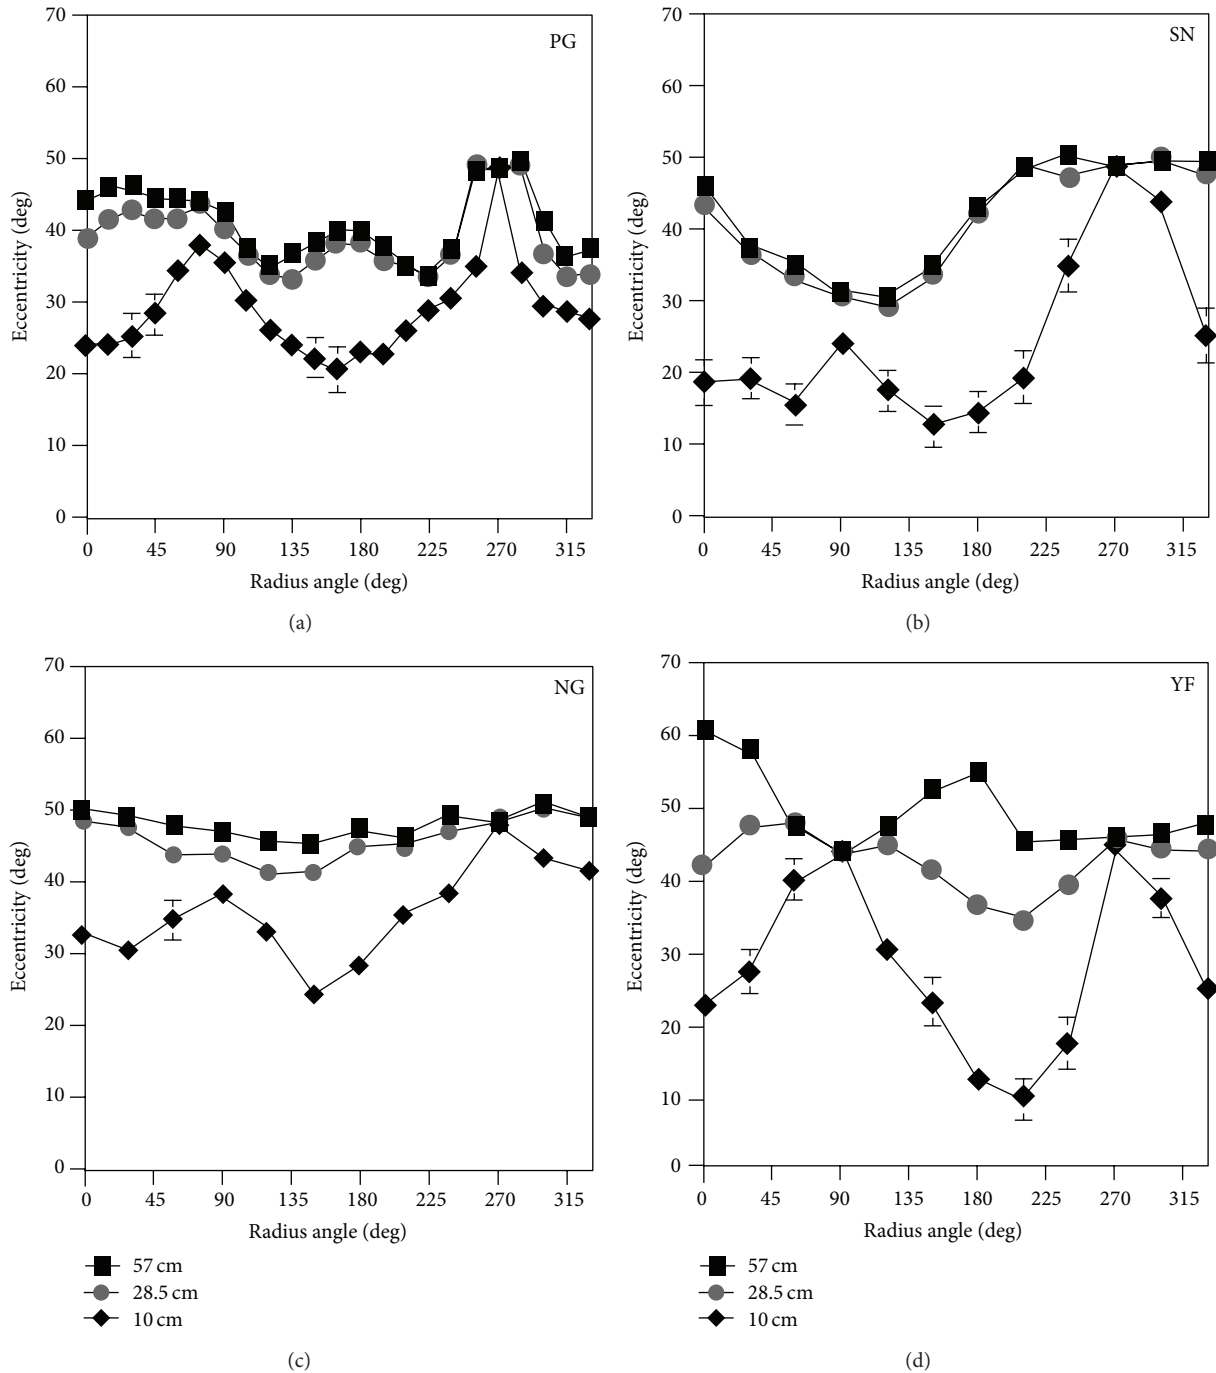 PG
70
60
50
40
30
20
10
0
Eccentricity (deg)
0 45 90 135 180 225 270 315
Radius angle (deg)
(a)
SN
70
60
50
40
30
20
10
0
Eccentricity (deg)
0 45 90 135 180 225 270 315
Radius angle (deg)
(b)
NG
70
60
50
40
30
20
10
0
Eccentricity (deg)
0 45 90 135 180 225 270 315
Radius angle (deg)
57 cm
28.5 cm
10 cm
(c)
YF
70
60
50
40
30
20
10
0
Eccentricity (deg)
0 45 90 135 180 225 270 315
Radius angle (deg)
57 cm
28.5 cm
10 cm
(d)